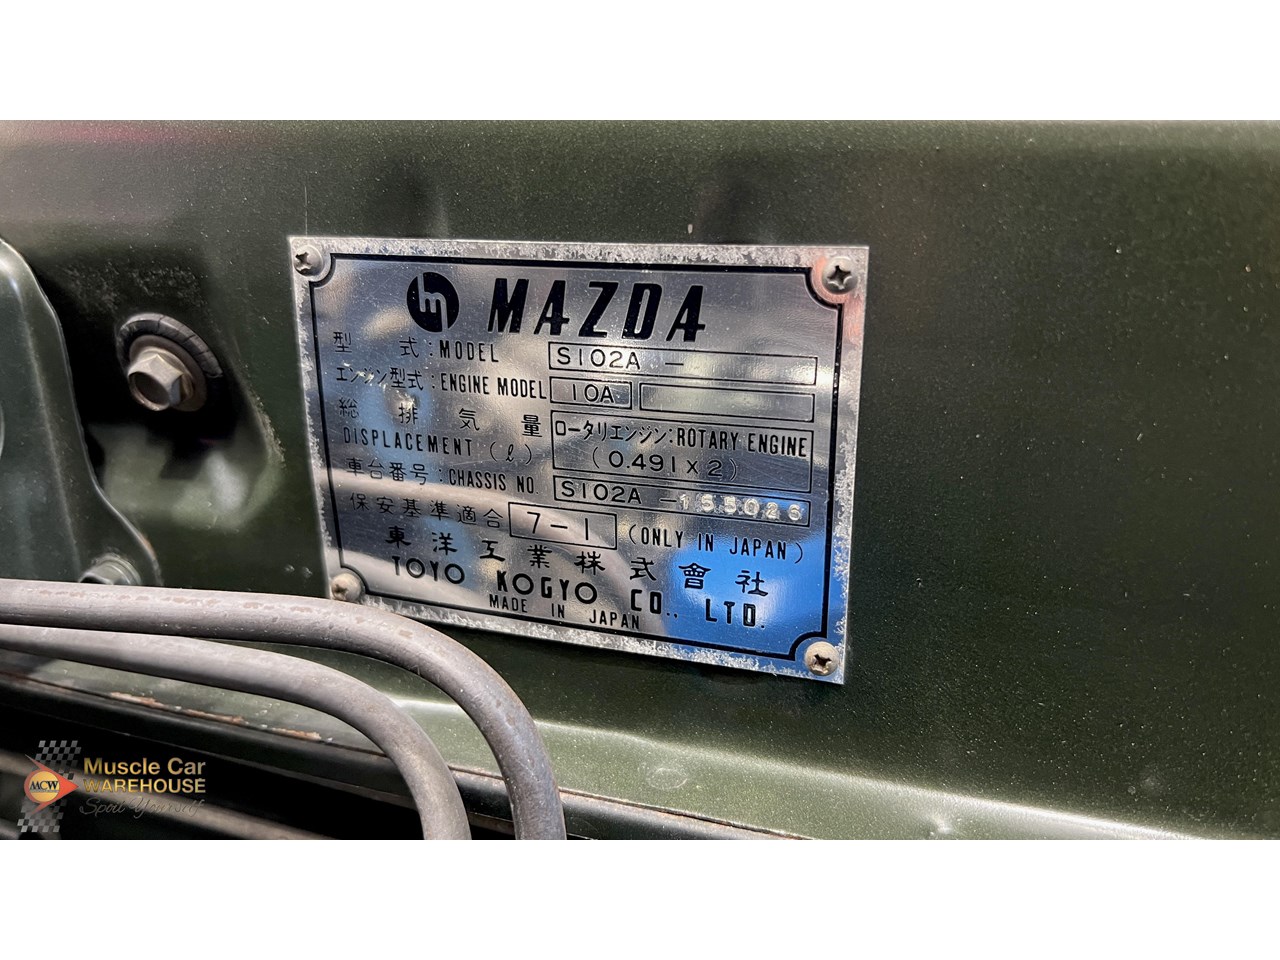 MAZDA
型 式 : MODEL S102A -
エンジン型式 : ENGINE MODEL 10A
総 排 気 量 ロータリエンジン : ROTARY ENGINE
DISPLACEMENT (ℓ) (0.491 X 2)
車台番号 : CHASSIS NO. S102A -155026
保安基準適合 7-1 (ONLY IN JAPAN)
東洋工業株式會社
TOYO KOGYO CO., LTD.
MADE IN JAPAN
MCW
Muscle Car
WAREHOUSE
Spoil Yourself